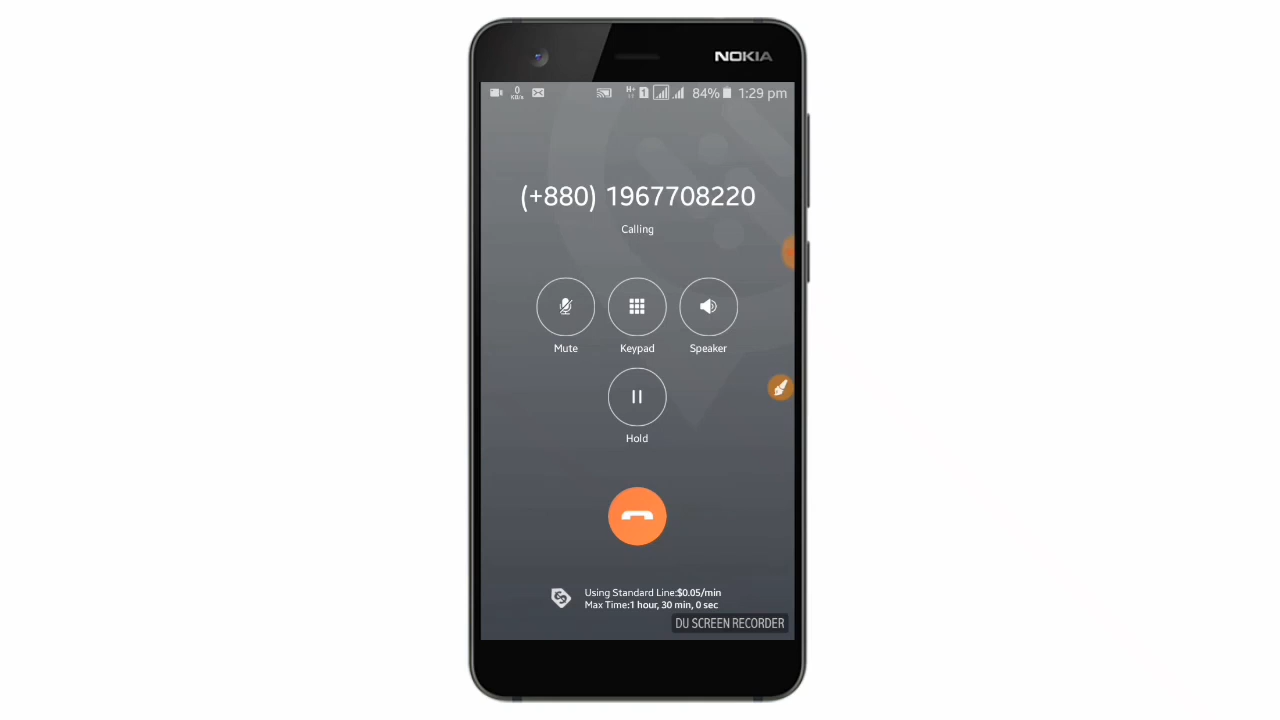 NOKIA
0 KB/s H+ 1 84% 1:29 pm
(+880) 1967708220
Calling
Mute Keypad Speaker
Hold
Using Standard Line:$0.05/min
Max Time:1 hour, 30 min, 0 sec
DU SCREEN RECORDER